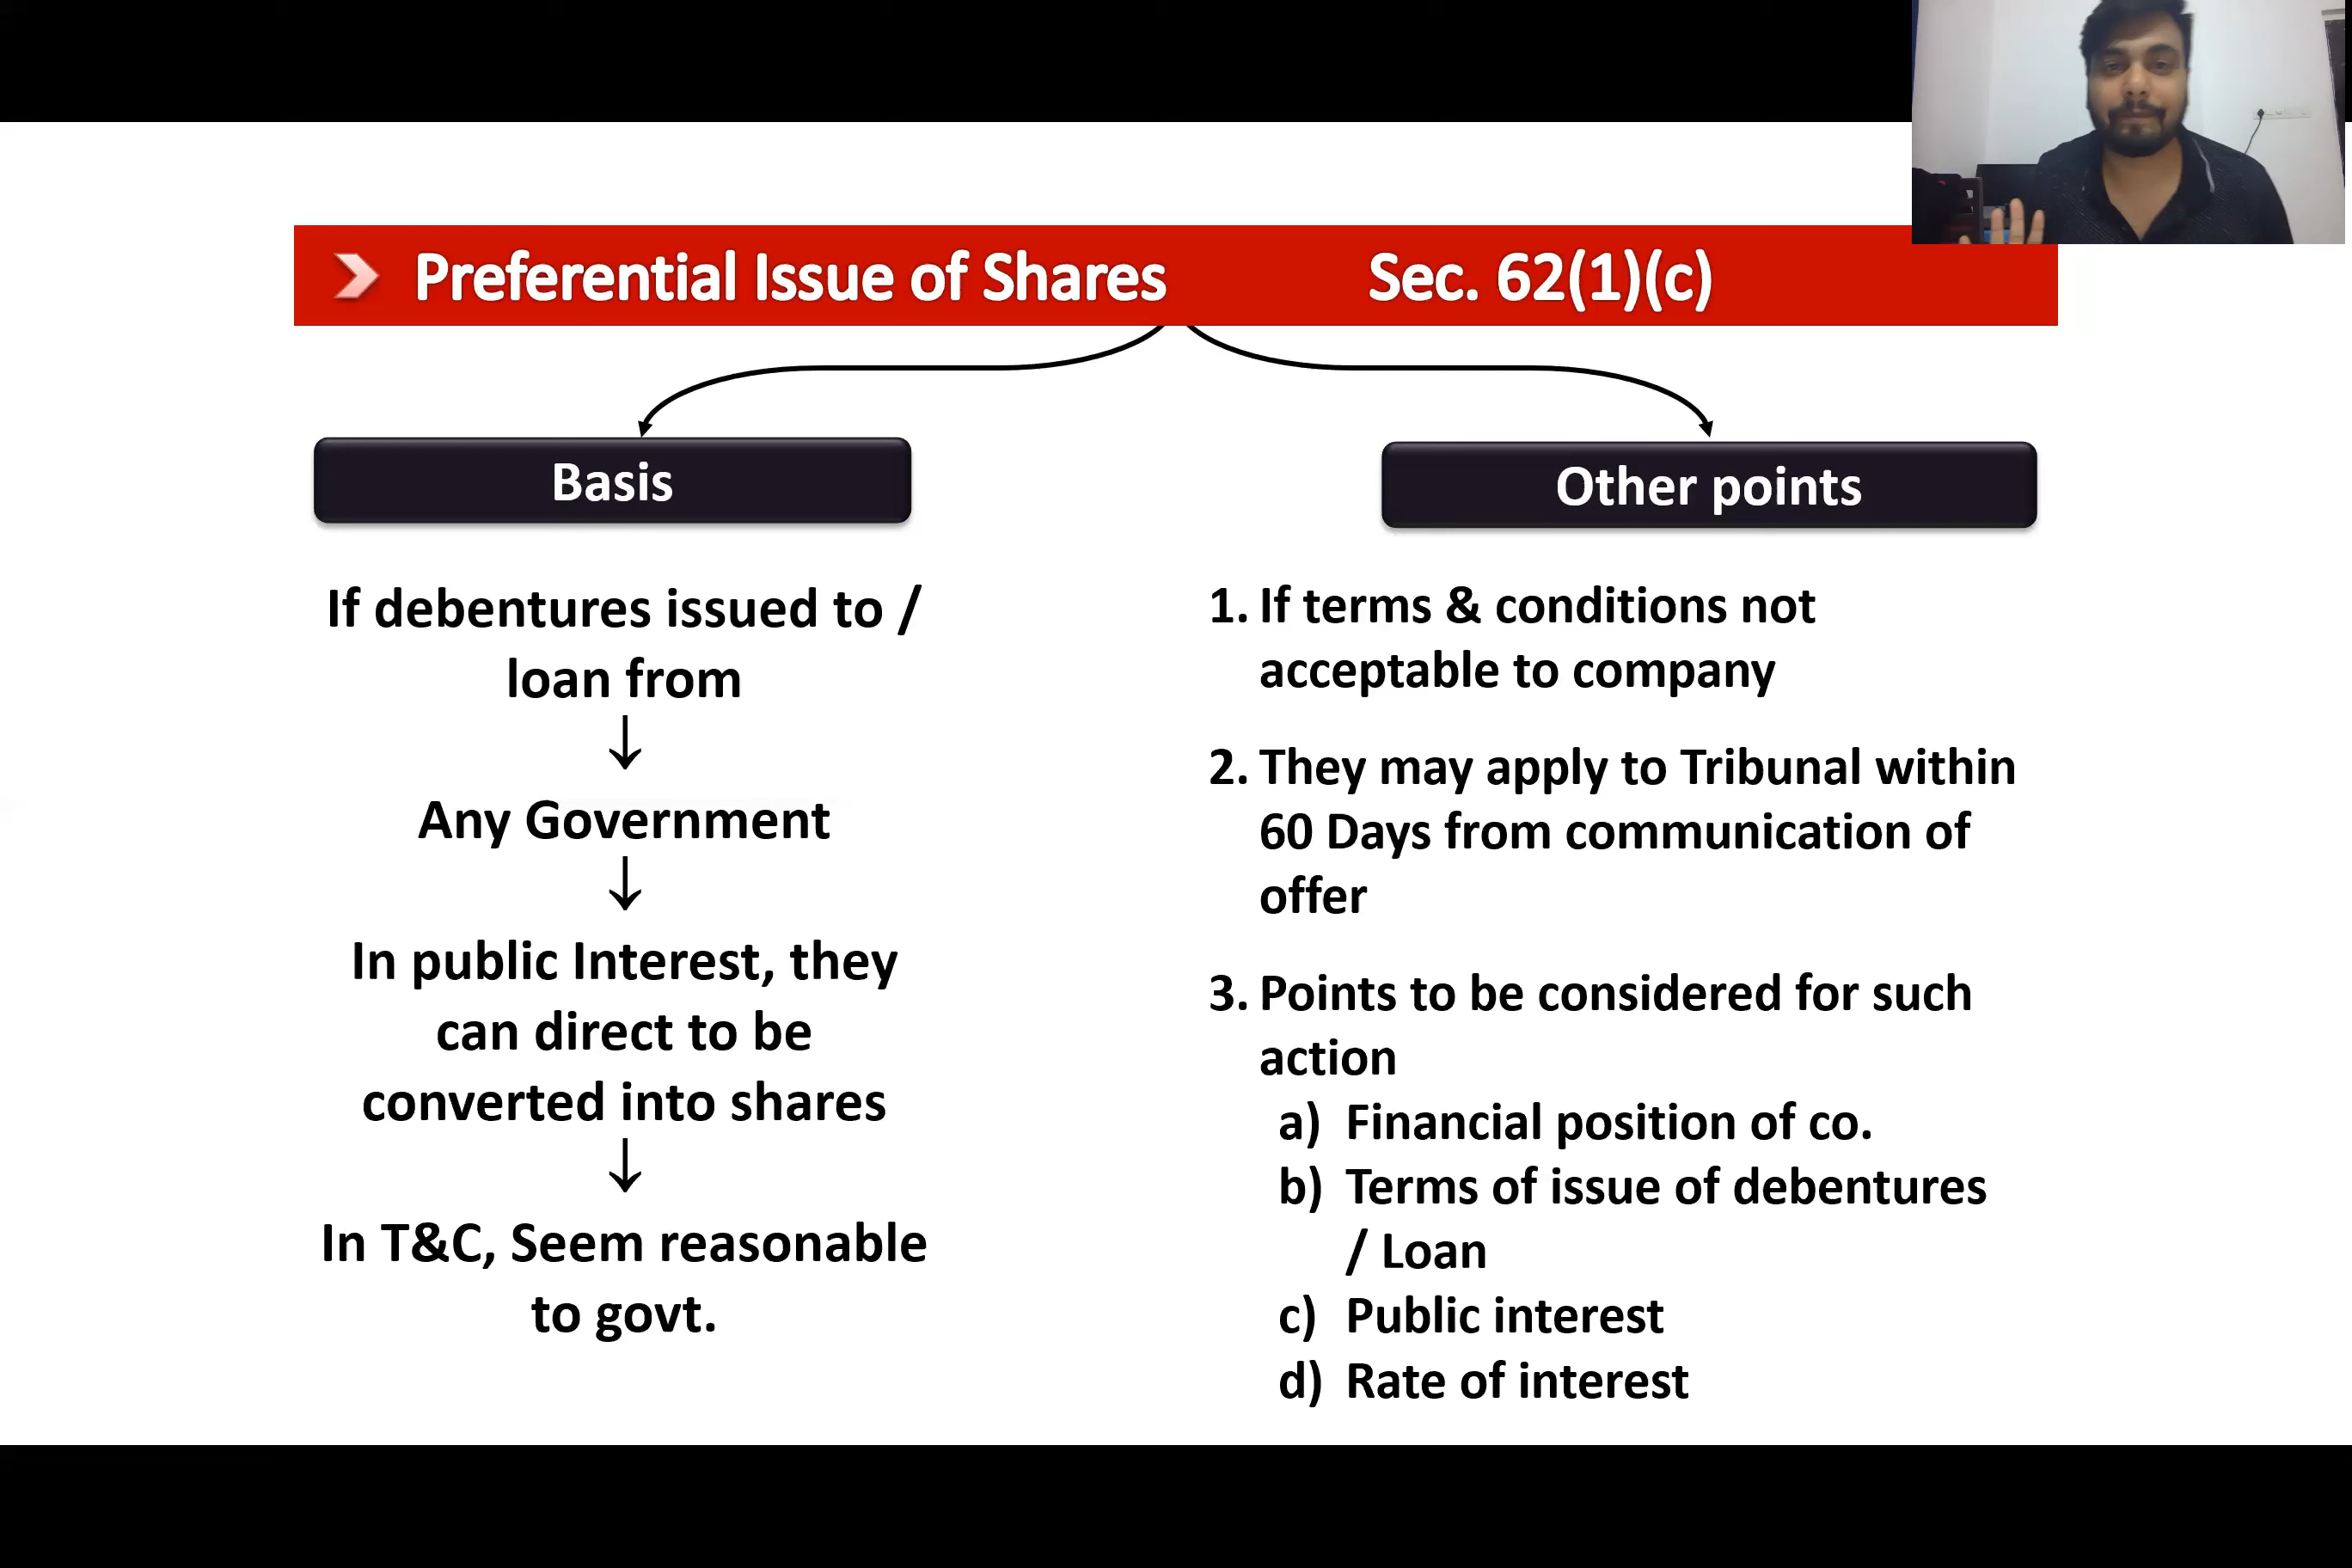 Preferential Issue of Shares Sec. 62(1)(c)
Basis
If debentures issued to /
loan from
↓
Any Government
↓
In public Interest, they
can direct to be
converted into shares
↓
In T&C, Seem reasonable
to govt.
Other points
1. If terms & conditions not
acceptable to company
2. They may apply to Tribunal within
60 Days from communication of
offer
3. Points to be considered for such
action
a) Financial position of co.
b) Terms of issue of debentures
/ Loan
c) Public interest
d) Rate of interest